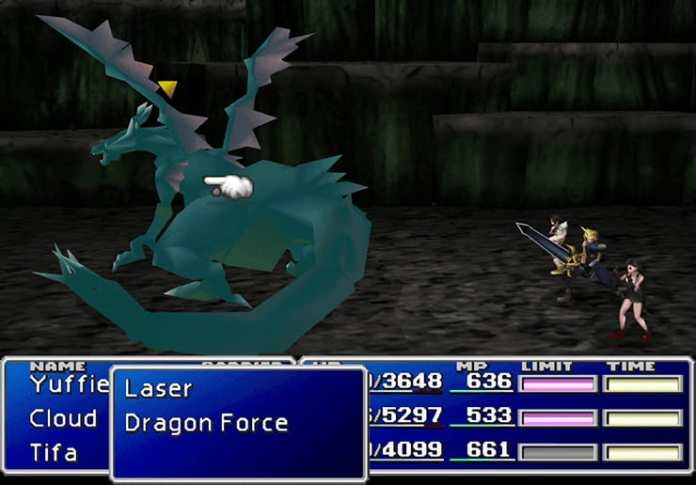 NAME MP LIMIT TIME
Yuffie /3648 636
Cloud /5297 533
Tifa /4099 661
Laser
Dragon Force